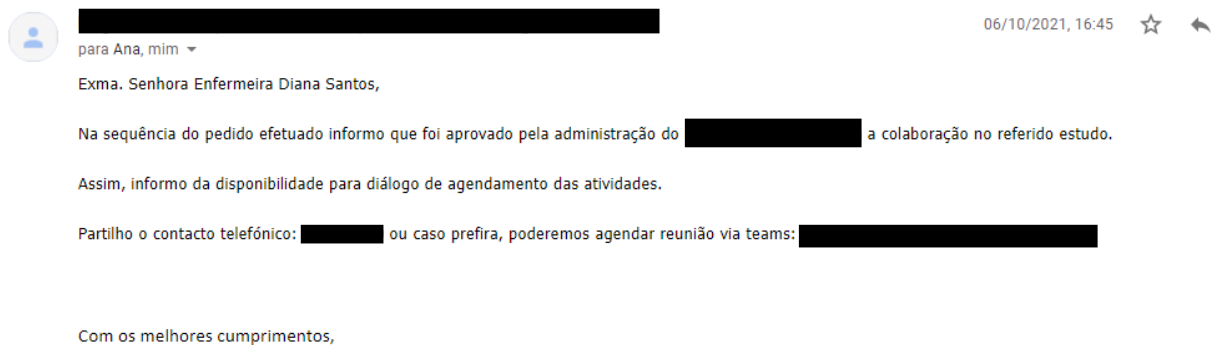 06/10/2021, 16:45
para Ana, mim
Exma. Senhora Enfermeira Diana Santos,
Na sequência do pedido efetuado informo que foi aprovado pela administração do a colaboração no referido estudo.
Assim, informo da disponibilidade para diálogo de agendamento das atividades.
Partilho o contacto telefónico: ou caso prefira, poderemos agendar reunião via teams:
Com os melhores cumprimentos,